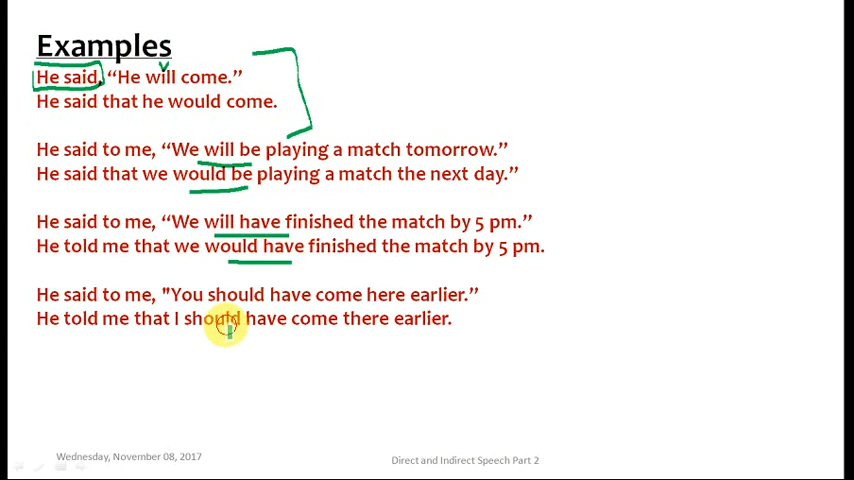 Examples
He said, “He will come.”
He said that he would come.
He said to me, “We will be playing a match tomorrow.”
He said that we would be playing a match the next day.”
He said to me, “We will have finished the match by 5 pm.”
He told me that we would have finished the match by 5 pm.
He said to me, "You should have come here earlier.”
He told me that I should have come there earlier.
Wednesday, November 08, 2017
Direct and Indirect Speech Part 2